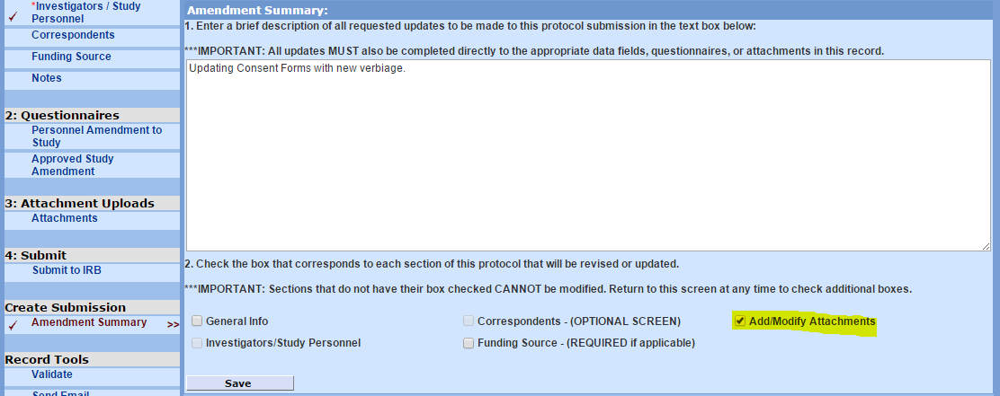 *Investigators / Study
Personnel
Correspondents
Funding Source
Notes
2: Questionnaires
Personnel Amendment to
Study
Approved Study
Amendment
3: Attachment Uploads
Attachments
4: Submit
Submit to IRB
Create Submission
Amendment Summary >>
Record Tools
Validate
Send Email
Amendment Summary:
1. Enter a brief description of all requested updates to be made to this protocol submission in the text box below:
***IMPORTANT: All updates MUST also be completed directly to the appropriate data fields, questionnaires, or attachments in this record.
Updating Consent Forms with new verbiage.
2. Check the box that corresponds to each section of this protocol that will be revised or updated.
***IMPORTANT: Sections that do not have their box checked CANNOT be modified. Return to this screen at any time to check additional boxes.
General Info Correspondents - (OPTIONAL SCREEN) Add/Modify Attachments
Investigators/Study Personnel Funding Source - (REQUIRED if applicable)
Save